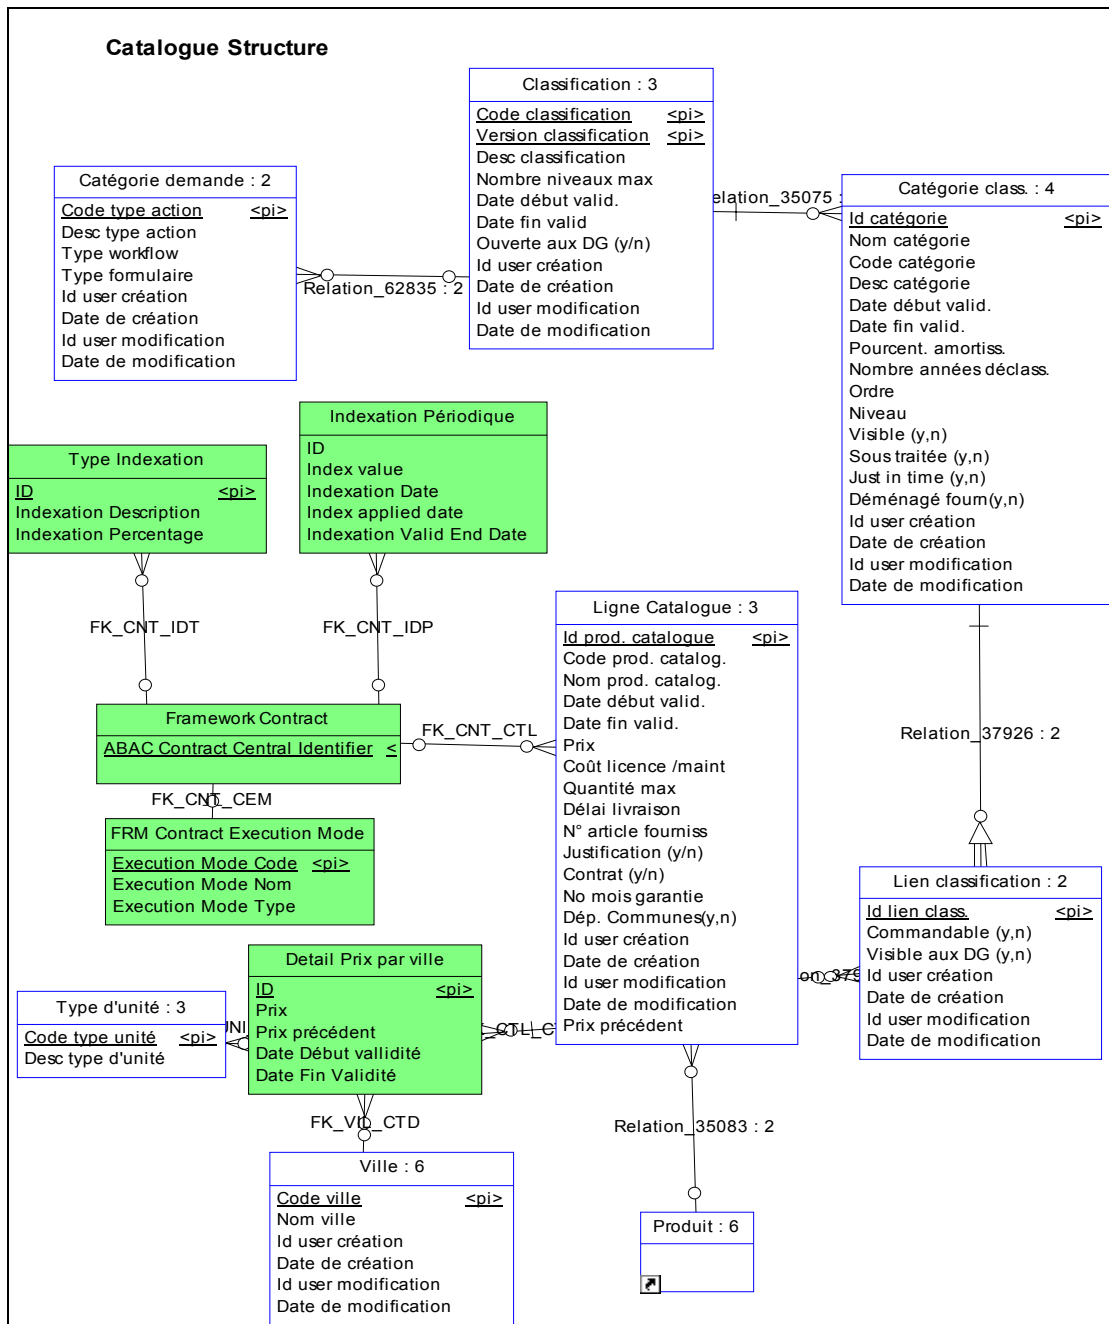 Catalogue Structure
Classification : 3
Code classification <pi>
Version classification <pi>
Desc classification
Nombre niveaux max
Date début valid.
Date fin valid
Ouverte aux DG (y/n)
Id user création
Date de création
Id user modification
Date de modification
Catégorie demande : 2
Code type action <pi>
Desc type action
Type workflow
Type formulaire
Id user création
Date de création
Id user modification
Date de modification
Relation_62835 : 2
elation_35075 :
Catégorie class. : 4
Id catégorie <pi>
Nom catégorie
Code catégorie
Desc catégorie
Date début valid.
Date fin valid.
Pourcent. amortiss.
Nombre années déclass.
Ordre
Niveau
Visible (y,n)
Sous traitée (y,n)
Just in time (y,n)
Déménagé fourn(y,n)
Id user création
Date de création
Id user modification
Date de modification
Indexation Périodique
ID
Index value
Indexation Date
Index applied date
Indexation Valid End Date
Type Indexation
ID <pi>
Indexation Description
Indexation Percentage
FK_CNT_IDT
FK_CNT_IDP
Framework Contract
ABAC Contract Central Identifier <
FK_CNT_CTL
FK_CNT_CEM
FRM Contract Execution Mode
Execution Mode Code <pi>
Execution Mode Nom
Execution Mode Type
Ligne Catalogue : 3
Id prod. catalogue <pi>
Code prod. catalog.
Nom prod. catalog.
Date début valid.
Date fin valid.
Prix
Coût licence /maint
Quantité max
Délai livraison
N° article fourniss
Justification (y/n)
Contrat (y/n)
No mois garantie
Dép. Communes(y,n)
Id user création
Date de création
Id user modification
Date de modification
Prix précédent
Relation_37926 : 2
Lien classification : 2
Id lien class. <pi>
Commandable (y,n)
Visible aux DG (y,n)
Id user création
Date de création
Id user modification
Date de modification
Detail Prix par ville
ID <pi>
Prix
Prix précédent
Date Début vallidité
Date Fin Validité
Type d'unité : 3
Code type unité <pi>
Desc type d'unité
FK_VIL_CTD
Relation_35083 : 2
Ville : 6
Code ville <pi>
Nom ville
Id user création
Date de création
Id user modification
Date de modification
Produit : 6